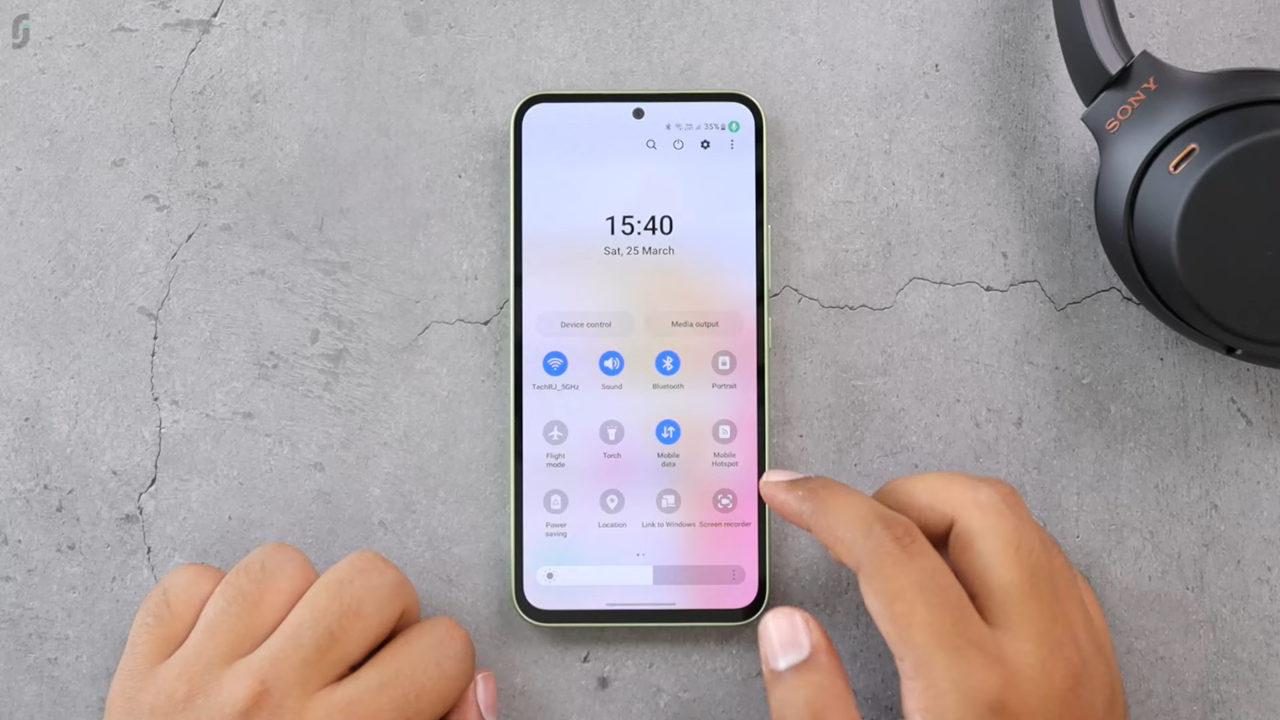 35%
15:40
Sat, 25 March
Device control
Media output
TechRJ_5GHz
Sound
Bluetooth
Portrait
Flight
mode
Torch
Mobile
data
Mobile
Hotspot
Power
saving
Location
Link to Windows
Screen recorder
SONY